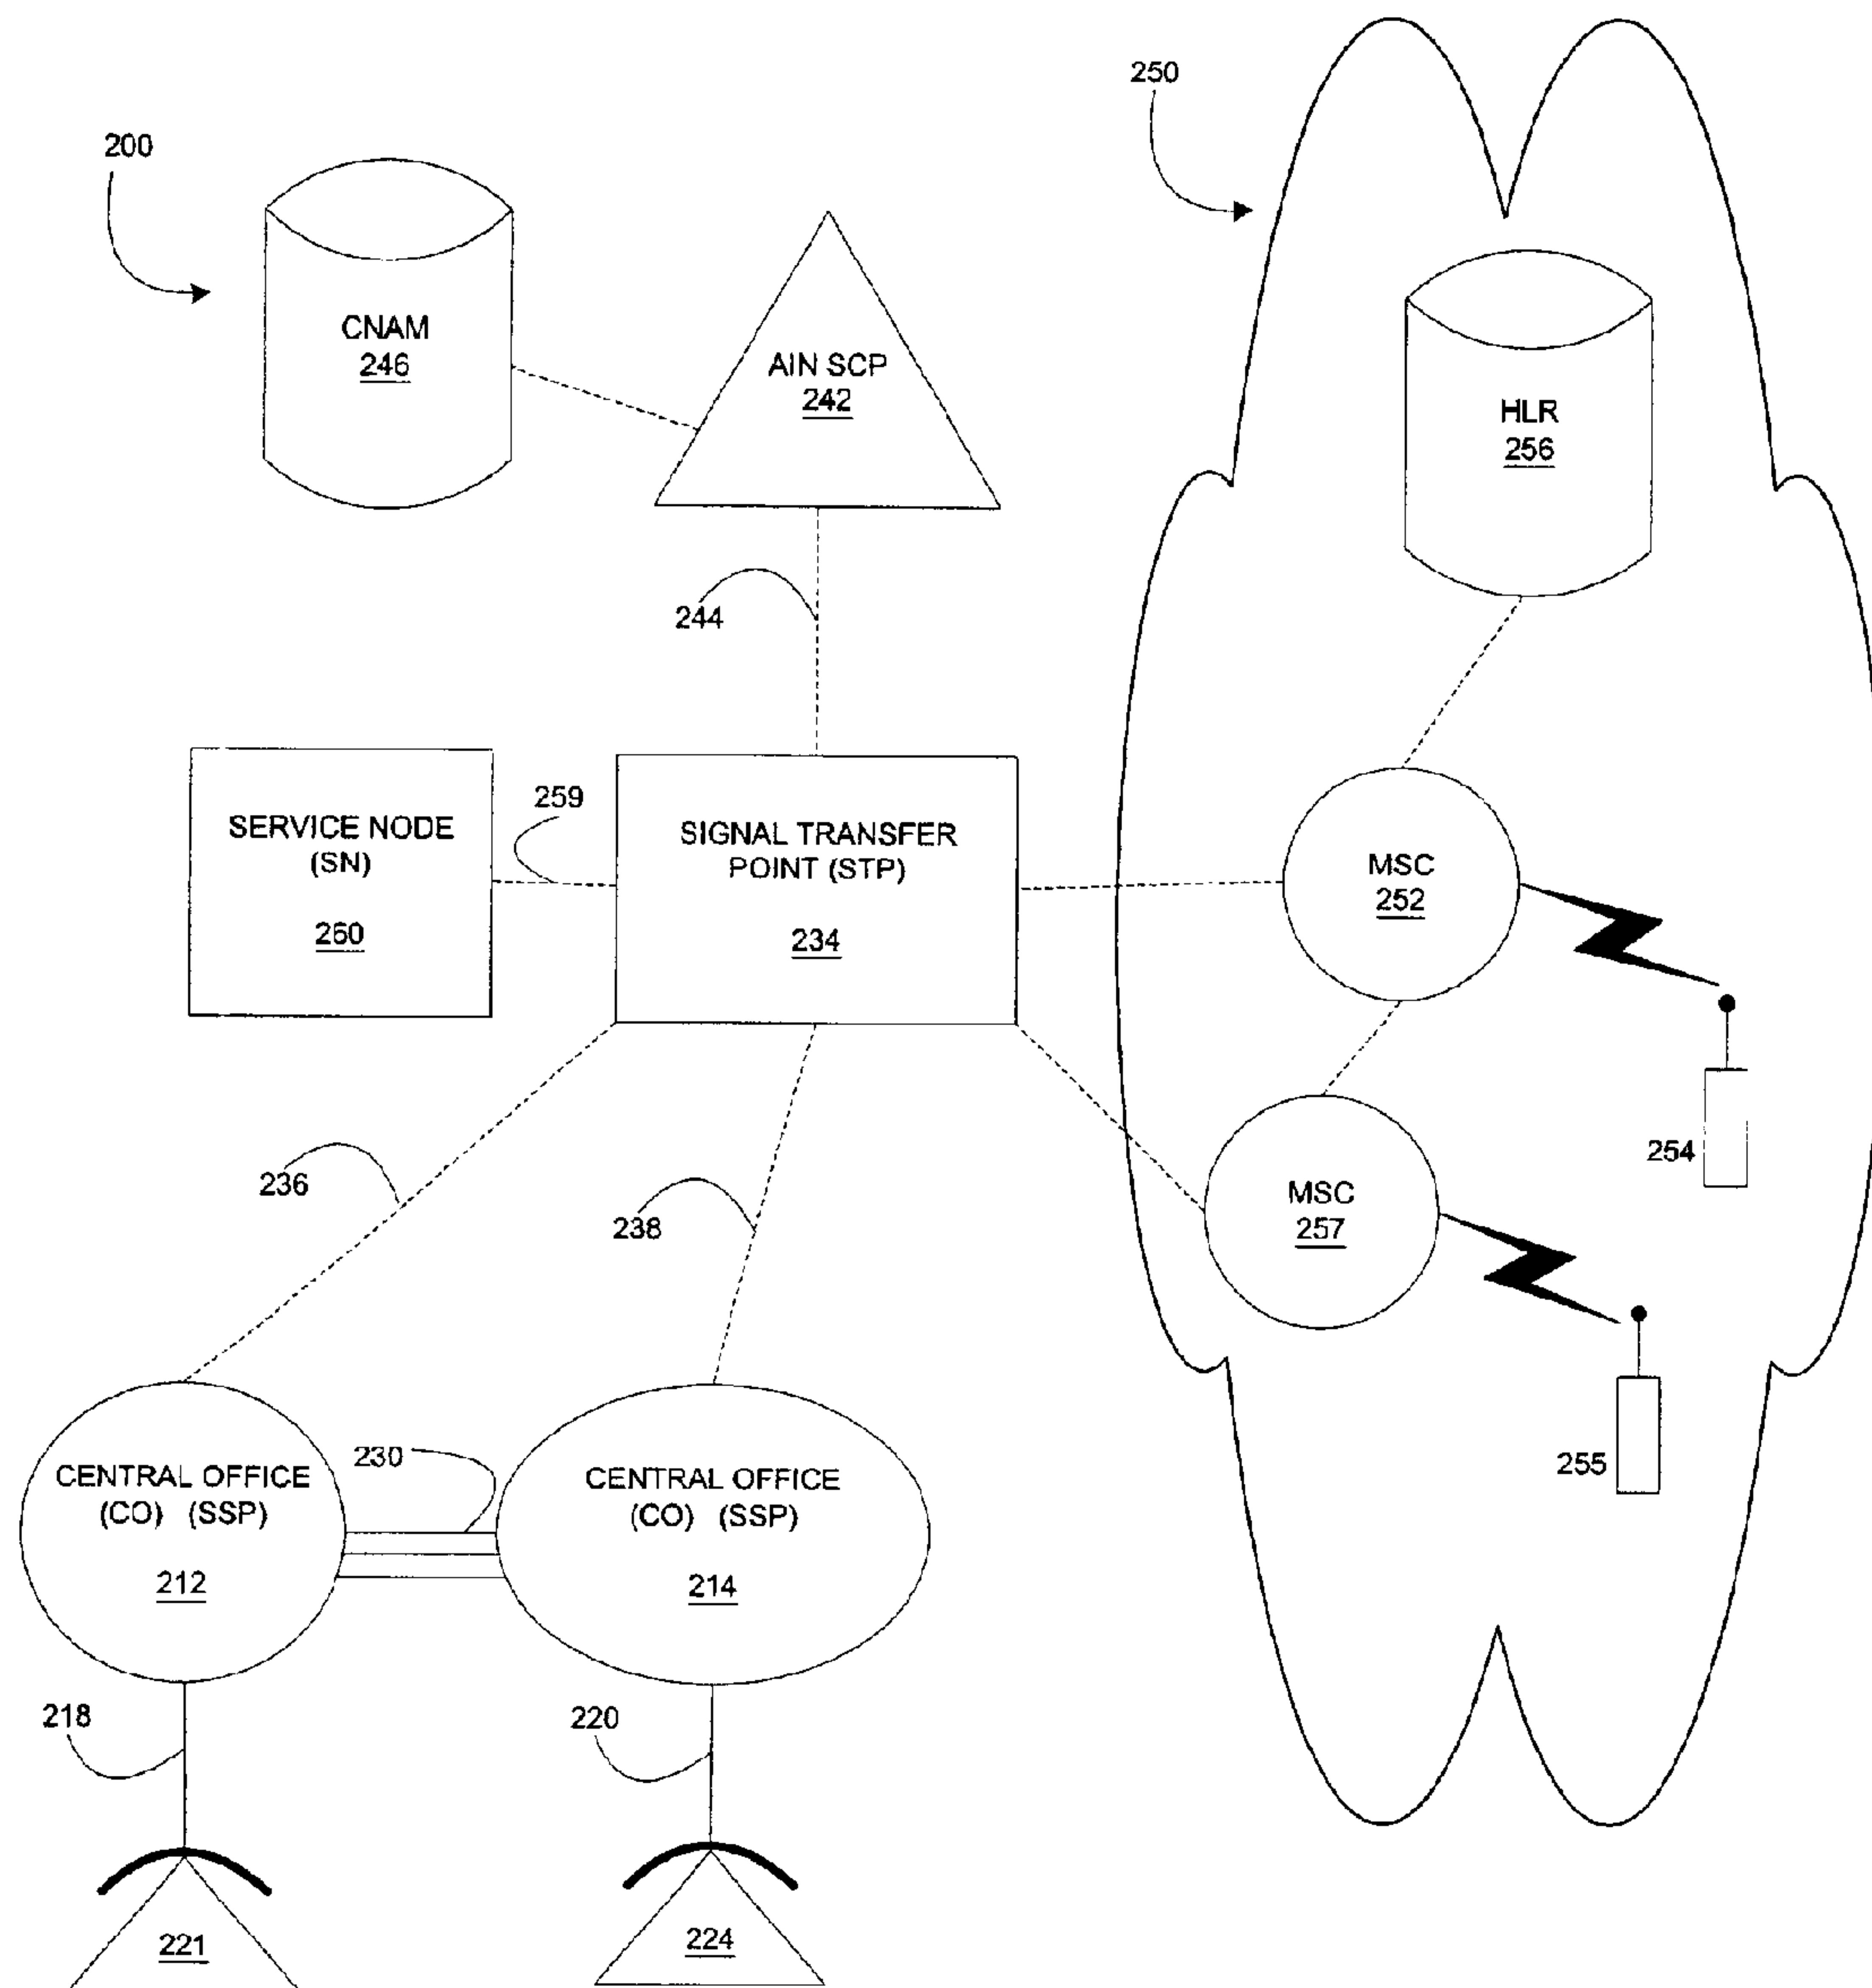 250
200
CNAM
246
AIN SCP
242
HLR
256
244
259
SERVICE NODE
(SN)
260
SIGNAL TRANSFER
POINT (STP)
234
MSC
252
236
238
254
MSC
257
255
230
CENTRAL OFFICE
(CO) (SSP)
212
CENTRAL OFFICE
(CO) (SSP)
214
218
220
221
224